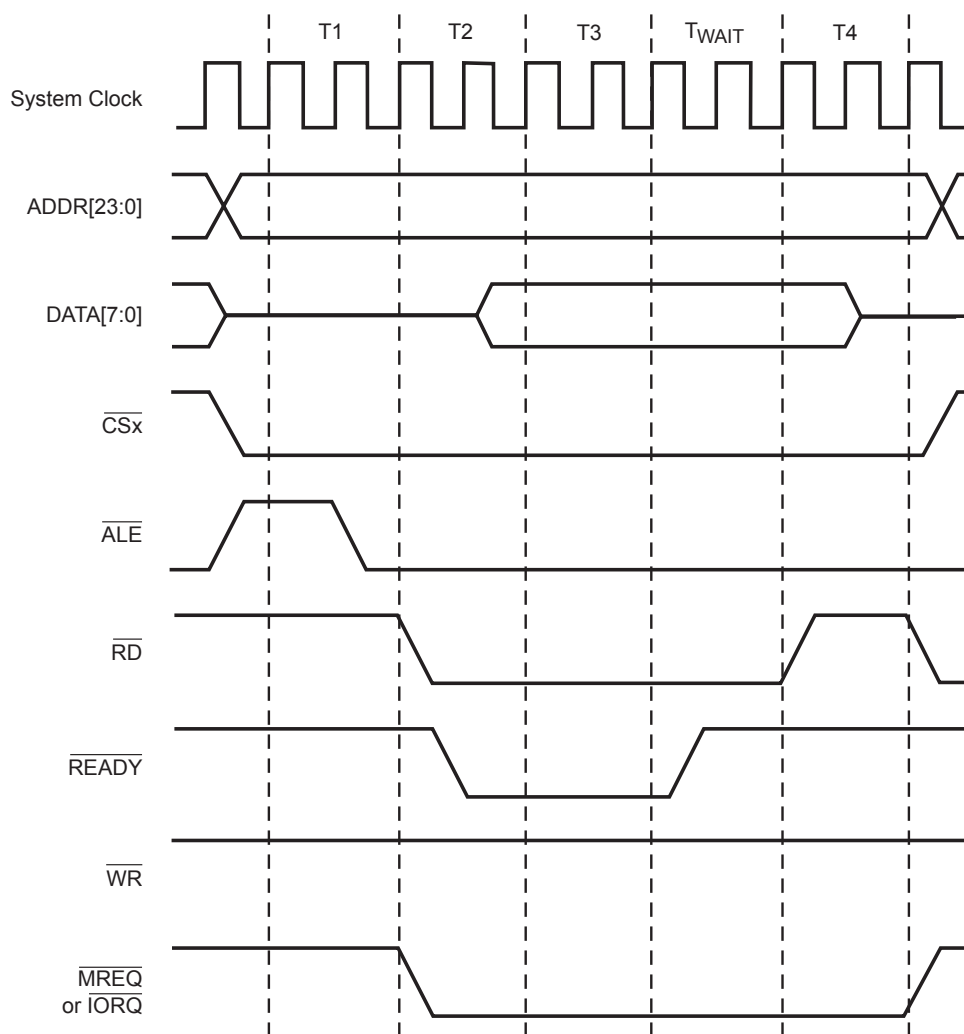 T1 T2 T3 TWAIT T4
System Clock
ADDR[23:0]
DATA[7:0]
CSx
ALE
RD
READY
WR
MREQ
or IORQ